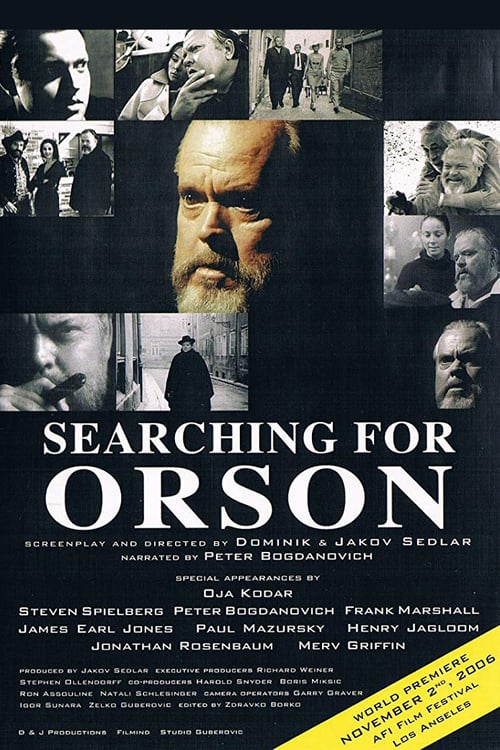 SEARCHING FOR
ORSON
SCREENPLAY AND DIRECTED BY DOMINIK & JAKOV SEDLAR
NARRATED BY PETER BOGDANOVICH
SPECIAL APPEARANCES BY
OJA KODAR
STEVEN SPIELBERG PETER BOGDANOVICH FRANK MARSHALL
JAMES EARL JONES PAUL MAZURSKY HENRY JAGLOOM
JONATHAN ROSENBAUM MERV GRIFFIN
PRODUCED BY JAKOV SEDLAR EXECUTIVE PRODUCERS RICHARD WEINER
STEPHEN OLLENDORFF CO-PRODUCERS HAROLD SNYDER BORIS MIKSIC
RON ASSOULINE NATALI SCHLESINGER CAMERA OPERATORS GARRY GRAVER
IGOR SUNARA ZELKO GUBEROVIC EDITED BY ZDRAVKO BORKO
D & J PRODUCTIONS FILMIND STUDIO GUBEROVIC
WORLD PREMIERE
NOVEMBER 2ND, 2006
AFI FILM FESTIVAL
LOS ANGELES